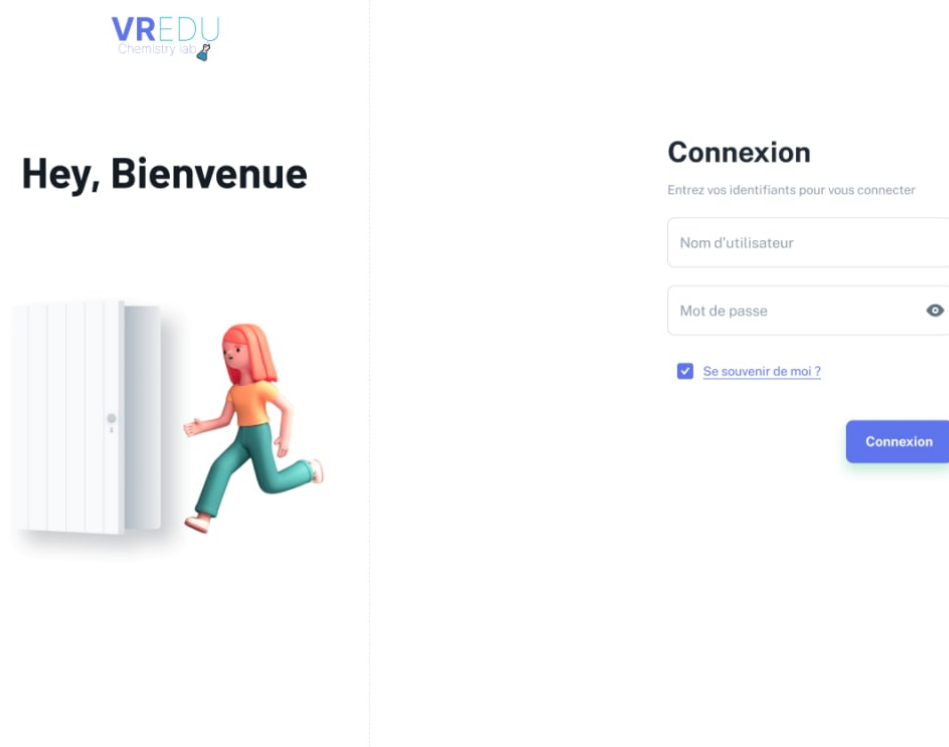 VREDU
Chemistry lab
Hey, Bienvenue
Connexion
Entrez vos identifiants pour vous connecter
Nom d'utilisateur
Mot de passe
Se souvenir de moi ?
Connexion